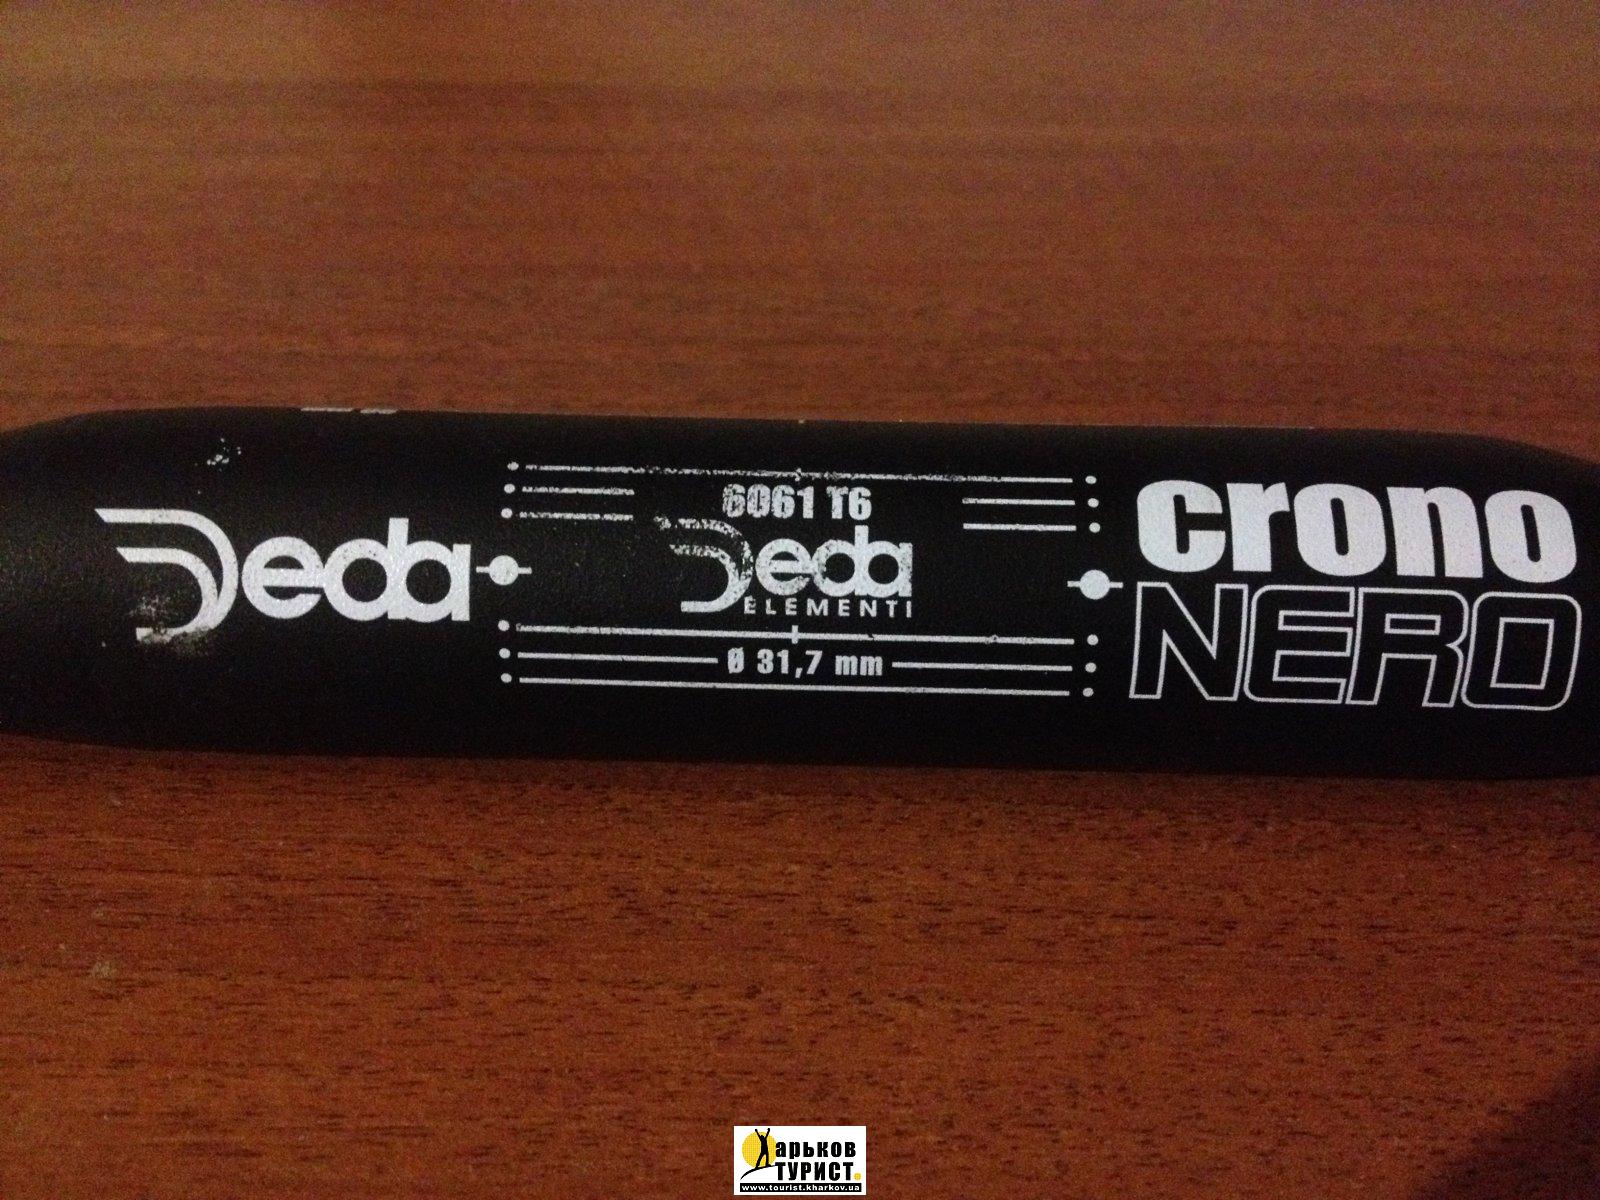 Deda
6061 T6
Deda
ELEMENTI
Ø 31,7 mm
crono
NERO
Харьков
ТУРИСТ.
www.tourist.kharkov.ua